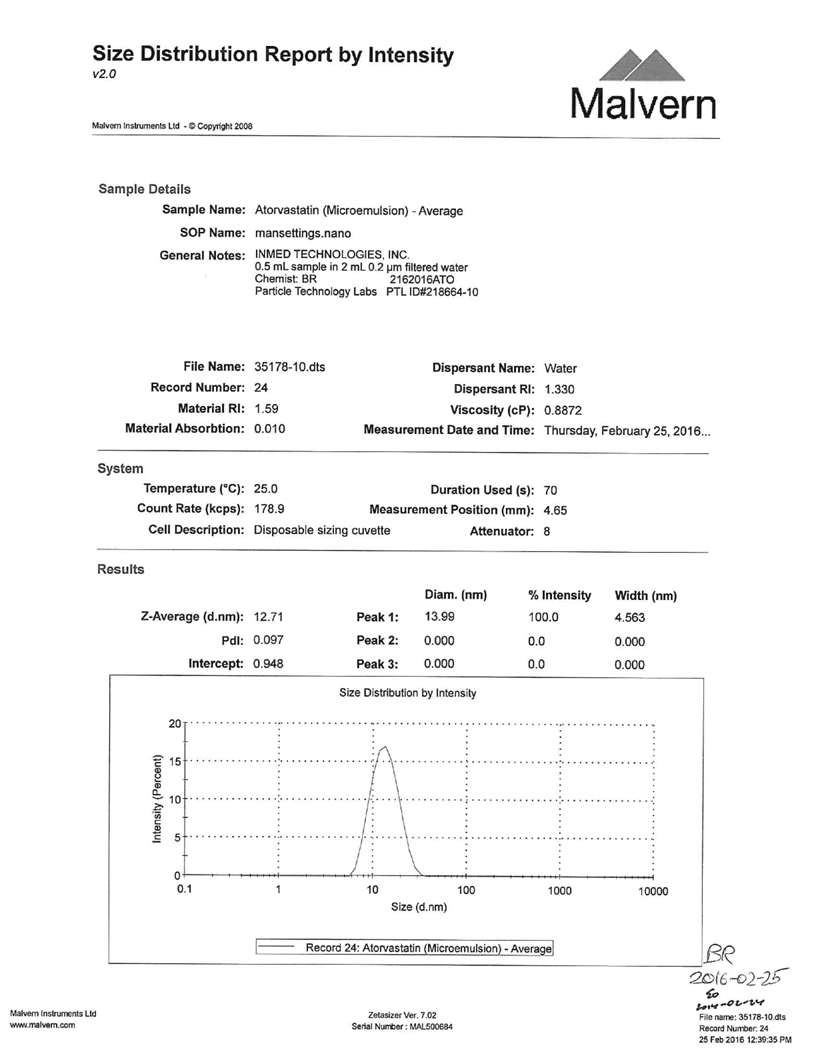 Size Distribution Report by Intensity
v2.0
Malvern
Malvern Instruments Ltd - © Copyright 2008
Sample Details
Sample Name: Atorvastatin (Microemulsion) - Average
SOP Name: mansettings.nano
General Notes: INMED TECHNOLOGIES, INC.
0.5 mL sample in 2 mL 0.2 µm filtered water
Chemist: BR 2162016ATO
Particle Technology Labs PTL ID#218664-10
File Name: 35178-10.dts Dispersant Name: Water
Record Number: 24 Dispersant RI: 1.330
Material RI: 1.59 Viscosity (cP): 0.8872
Material Absorbtion: 0.010 Measurement Date and Time: Thursday, February 25, 2016...
System
Temperature (°C): 25.0 Duration Used (s): 70
Count Rate (kcps): 178.9 Measurement Position (mm): 4.65
Cell Description: Disposable sizing cuvette Attenuator: 8
Results
Diam. (nm) % Intensity Width (nm)
Z-Average (d.nm): 12.71 Peak 1: 13.99 100.0 4.563
PdI: 0.097 Peak 2: 0.000 0.0 0.000
Intercept: 0.948 Peak 3: 0.000 0.0 0.000
Size Distribution by Intensity
20
15
10
5
0
Intensity (Percent)
0.1 1 10 100 1000 10000
Size (d.nm)
Record 24: Atorvastatin (Microemulsion) - Average
BR
2016-02-25
Malvern Instruments Ltd
www.malvern.com
Zetasizer Ver. 7.02
Serial Number : MAL500684
File name: 35178-10.dts
Record Number: 24
25 Feb 2016 12:39:35 PM